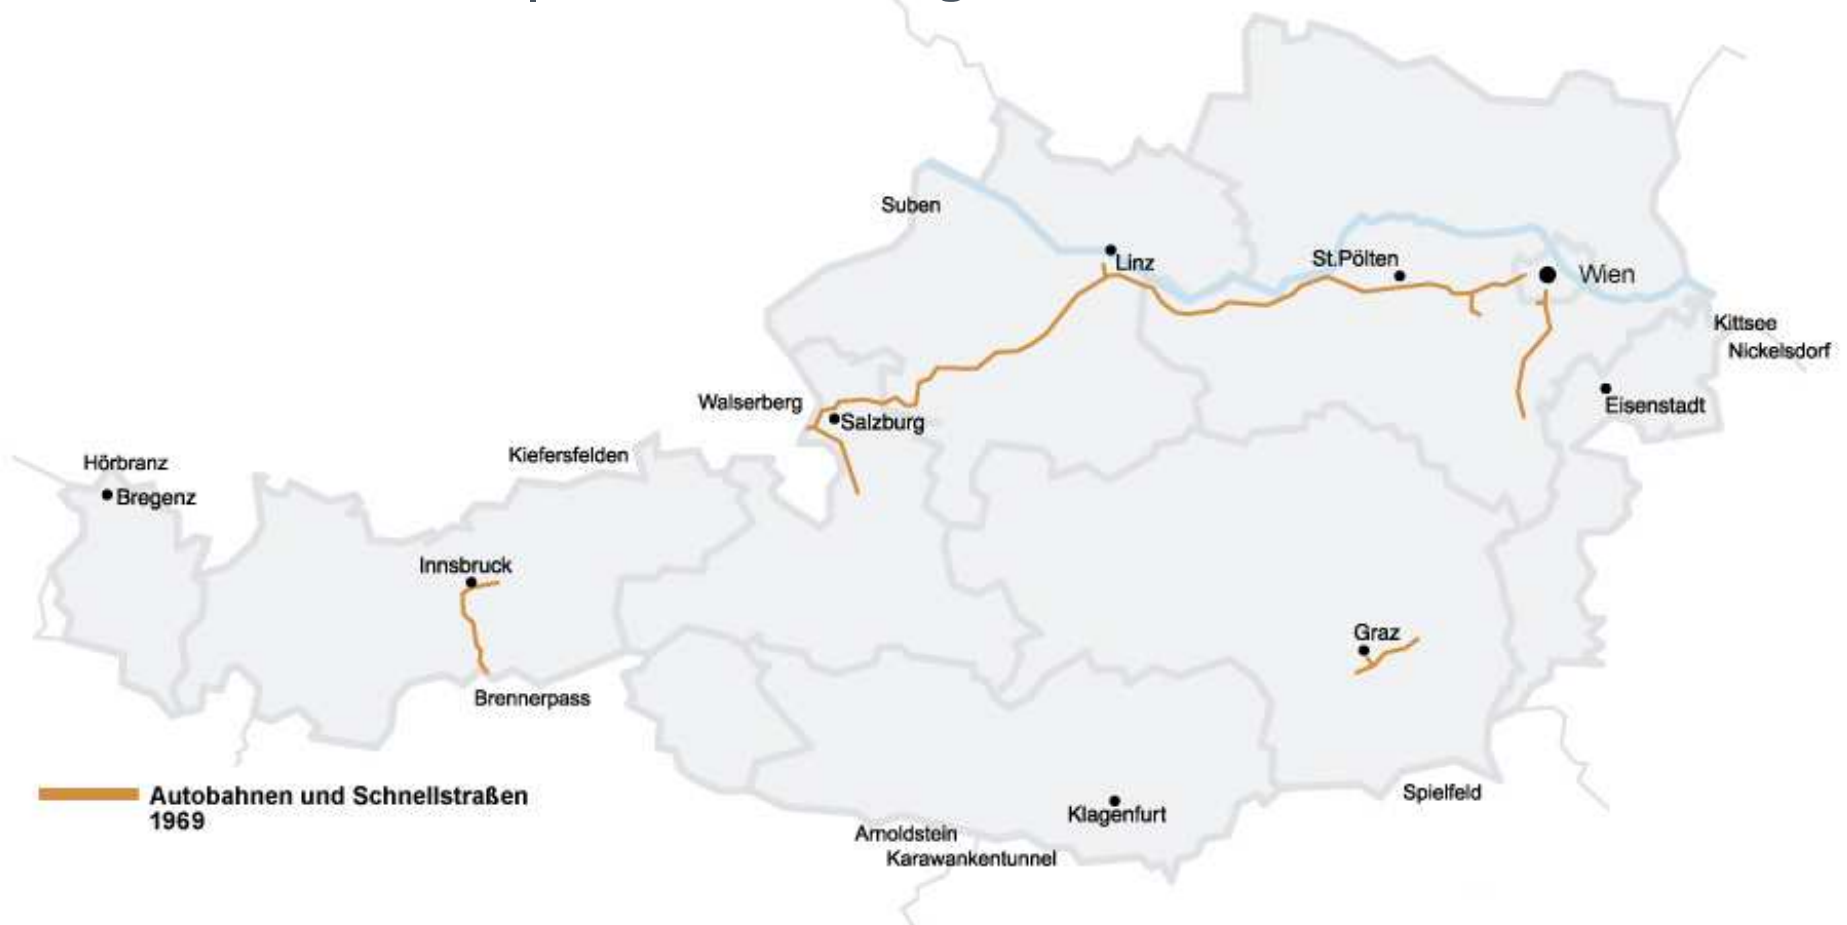 Suben
Linz
St.Pölten
Wien
Kittsee
Nickelsdorf
Walserberg
Salzburg
Eisenstadt
Hörbranz
Bregenz
Kiefersfelden
Innsbruck
Brennerpass
Graz
Autobahnen und Schnellstraßen
1969
Spielfeld
Klagenfurt
Arnoldstein
Karawankentunnel